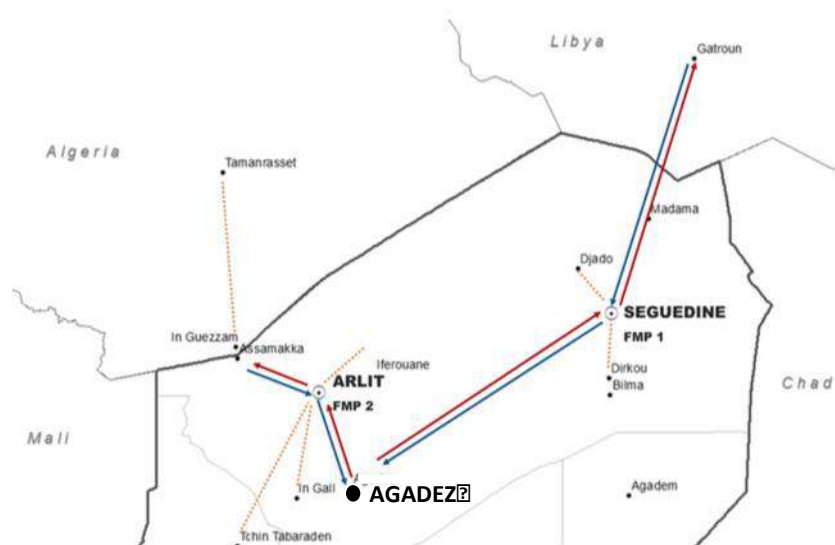 Libya
Gatroun
Algeria
Tamanrasset
Madama
Djado
SEGUEDINE
FMP 1
In Guezzam
Assamakka
Iferouane
Dirkou
Bilma
ARLIT
FMP 2
Chad
Mali
In Gall
AGADEZ
Agadem
Tchin Tabaraden